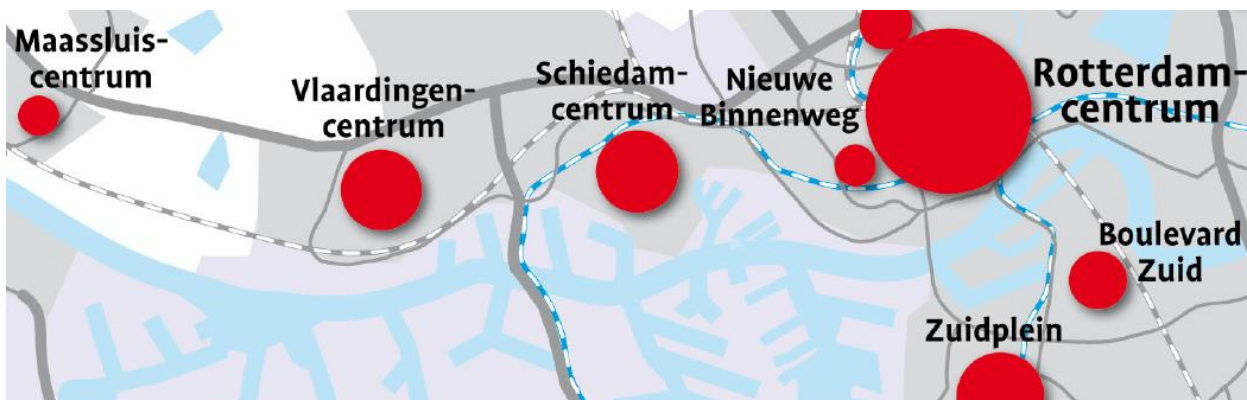 Maassluis-
centrum
Vlaardingen-
centrum
Schiedam-
centrum
Nieuwe
Binnenweg
Rotterdam-
centrum
Boulevard
Zuid
Zuidplein